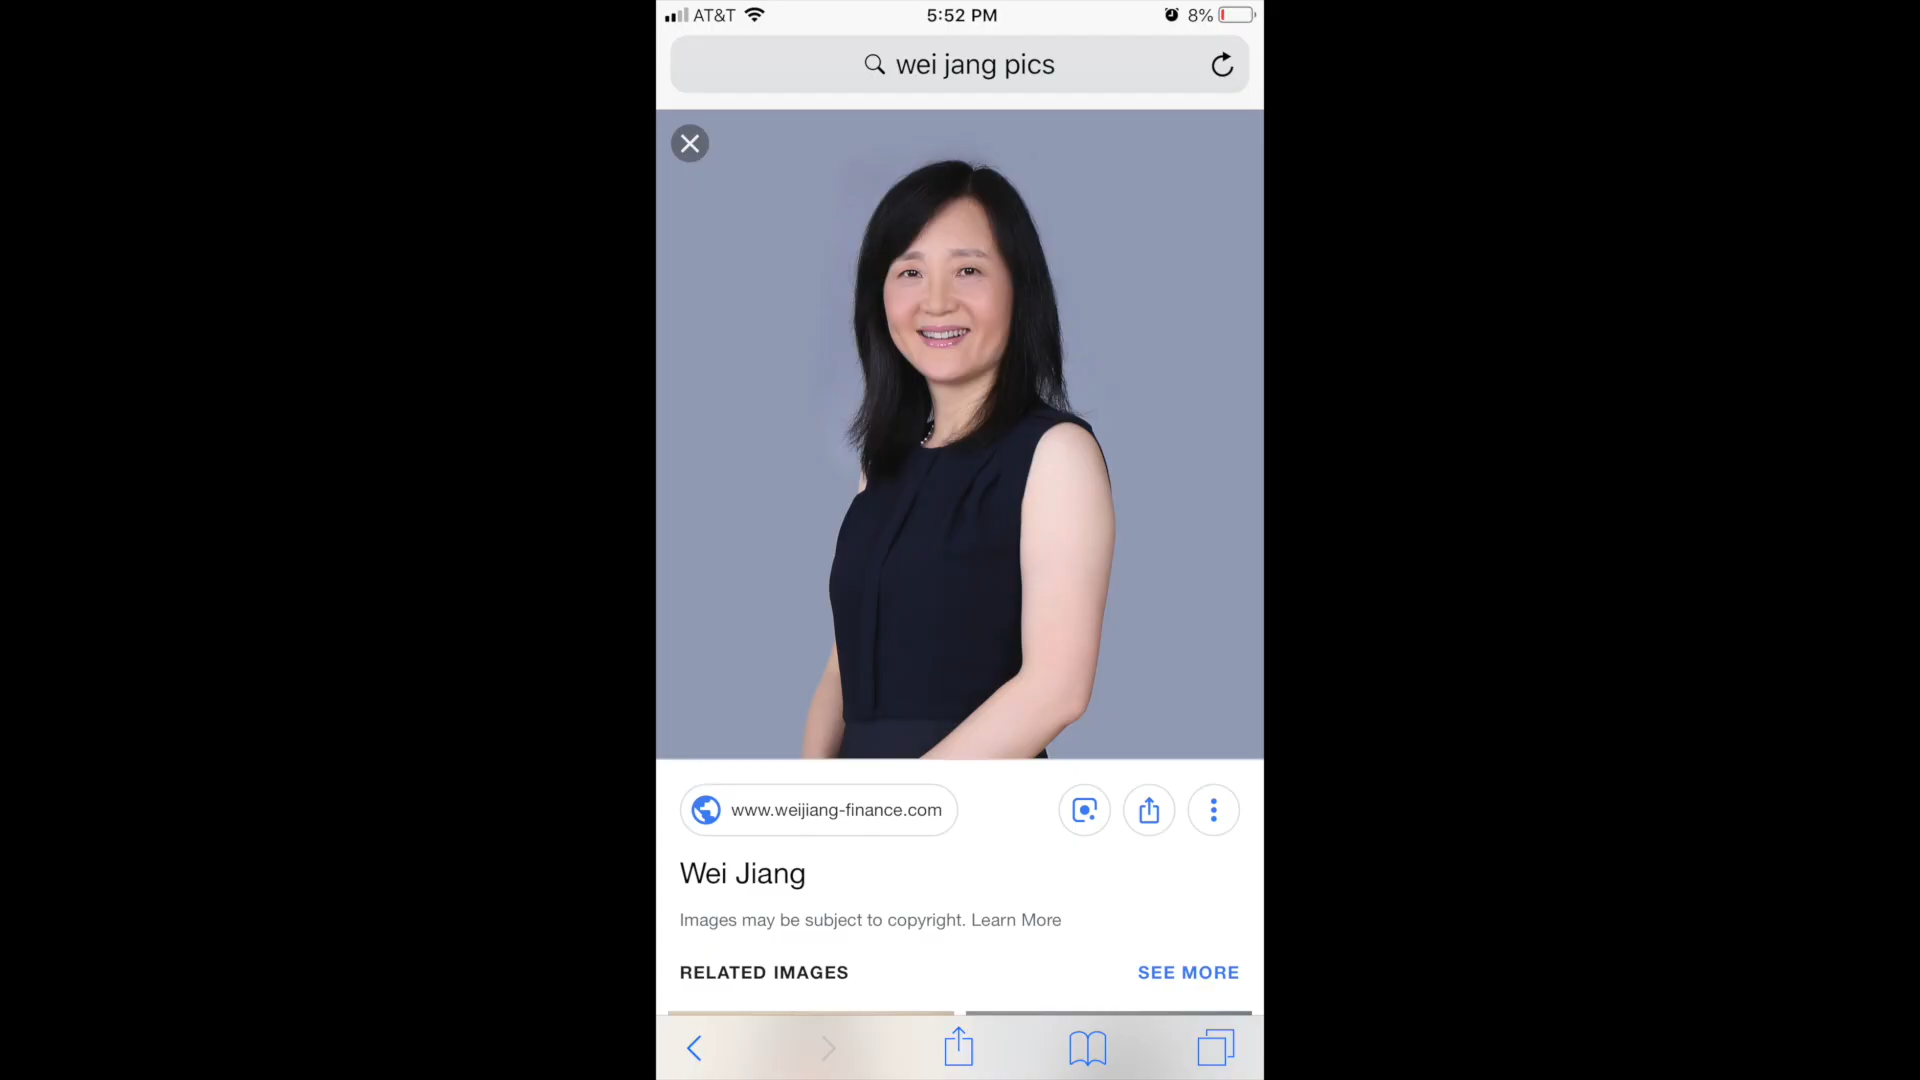 AT&T
5:52 PM
8%
wei jang pics
www.weijiang-finance.com
Wei Jiang
Images may be subject to copyright. Learn More
RELATED IMAGES
SEE MORE